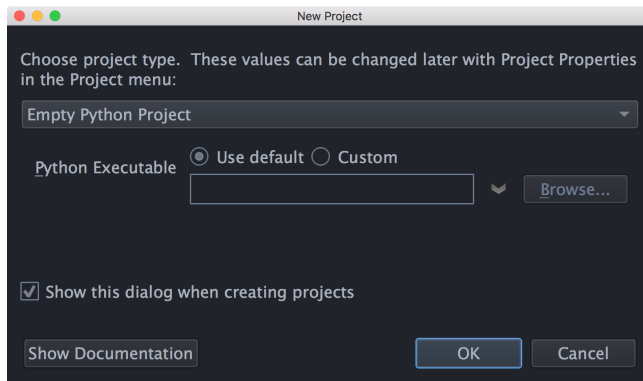 New Project
Choose project type.  These values can be changed later with Project Properties
in the Project menu:
Empty Python Project
Python Executable
Use default
Custom
Browse...
Show this dialog when creating projects
Show Documentation
OK
Cancel